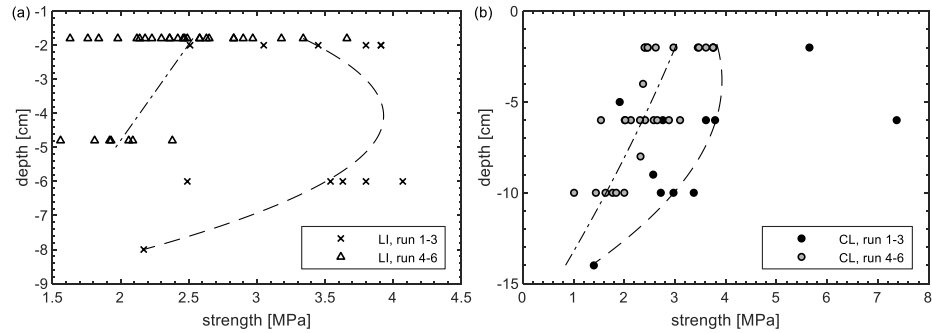 (a)
-1
-2
-3
-4
-5
-6
-7
-8
-9
depth [cm]
1.5 2 2.5 3 3.5 4 4.5
strength [MPa]
LI, run 1-3
LI, run 4-6
(b)
0
-5
-10
-15
depth [cm]
0 1 2 3 4 5 6 7 8
strength [MPa]
CL, run 1-3
CL, run 4-6